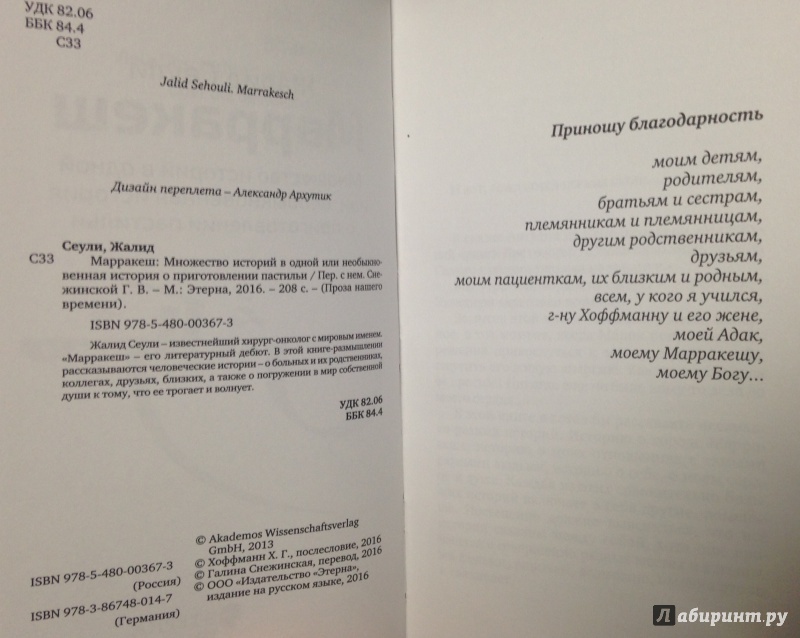 УДК 82.06
ББК 84.4
С33
Jalid Sehouli. Marrakesch
Дизайн переплета – Александр Архутик
Сеули, Жалид
С33
Марракеш: Множество историй в одной или необыкно-
венная история о приготовлении пастильи / Пер. с нем. Сне-
жинской Г. В. – М.: Этерна, 2016. – 208 с. – (Проза нашего
времени).
ISBN 978-5-480-00367-3
Жалид Сеули – известнейший хирург-онколог с мировым именем.
«Марракеш» – его литературный дебют. В этой книге-размышлении
рассказываются человеческие истории – о больных и их родственниках,
коллегах, друзьях, близких, а также о погружении в мир собственной
души к тому, что ее трогает и волнует.
УДК 82.06
ББК 84.4
ISBN 978-5-480-00367-3
(Россия)
ISBN 978-3-86748-014-7
(Германия)
© Akademos Wissenschaftsverlag
GmbH, 2013
© Хоффманн Х. Г., послесловие, 2016
© Галина Снежинская, перевод, 2016
© ООО «Издательство «Этерна»,
издание на русском языке, 2016
Приношу благодарность
моим детям,
родителям,
братьям и сестрам,
племянникам и племянницам,
другим родственникам,
друзьям,
моим пациенткам, их близким и родным,
всем, у кого я учился,
г-ну Хоффманну и его жене,
моей Адак,
моему Марракешу,
моему Богу...
Лабиринт.ру